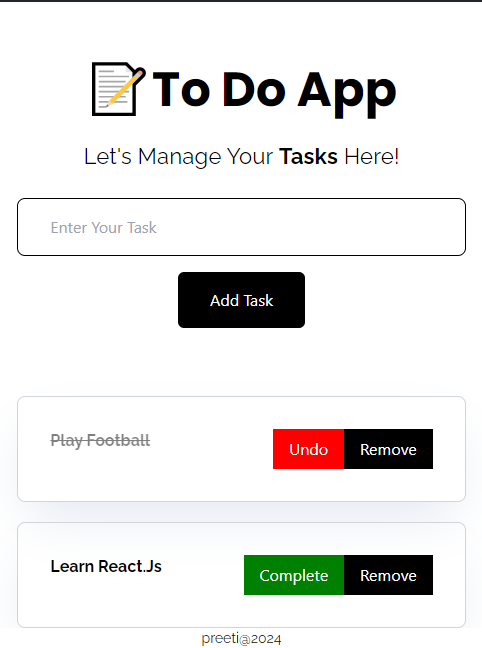 To Do App
Let's Manage Your Tasks Here!
Enter Your Task
Add Task
Play Football Undo Remove
Learn React.Js Complete Remove
preeti@2024